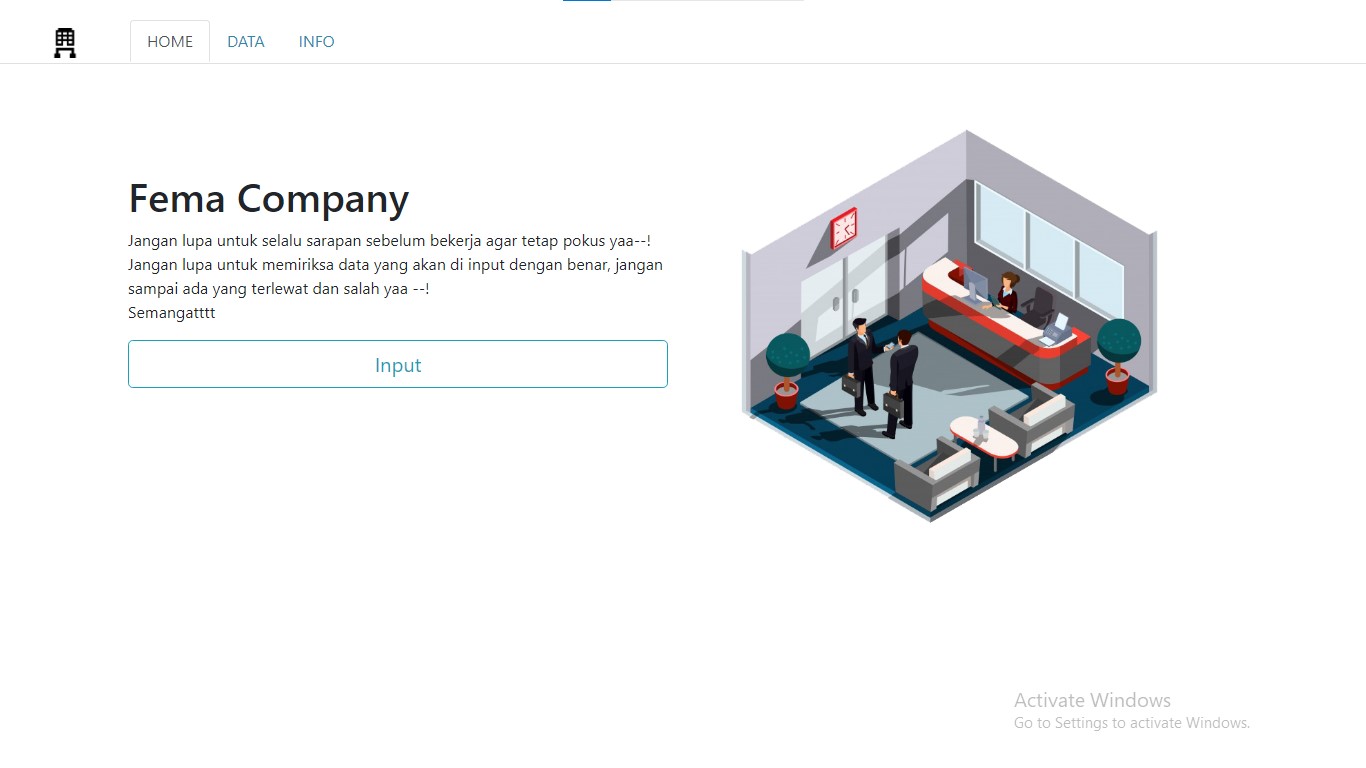 HOME DATA INFO
Fema Company
Jangan lupa untuk selalu sarapan sebelum bekerja agar tetap pokus yaa--!
Jangan lupa untuk memiriksa data yang akan di input dengan benar, jangan
sampai ada yang terlewat dan salah yaa --!
Semangatttt
Input
Activate Windows
Go to Settings to activate Windows.